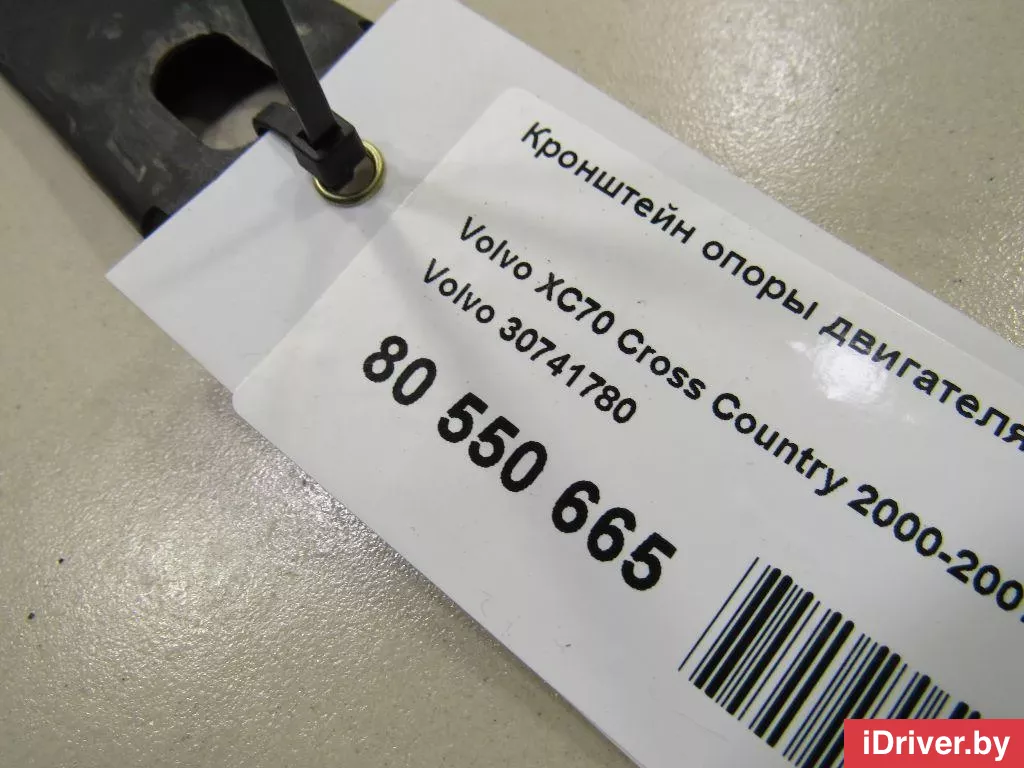 Кронштейн опоры двигателя
Volvo XC70 Cross Country 2000-200
Volvo 30741780
80 550 665
iDriver.by